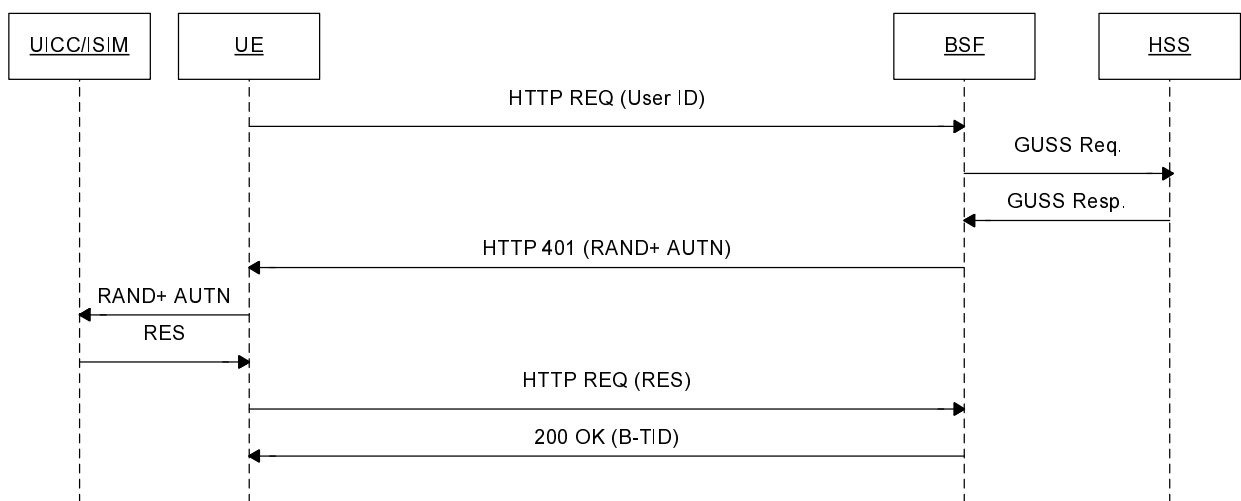 UICC/ISIM
UE
BSF
HSS
HTTP REQ (User ID)
GUSS Req.
GUSS Resp.
HTTP 401 (RAND+ AUTN)
RAND+ AUTN
RES
HTTP REQ (RES)
200 OK (B-TID)